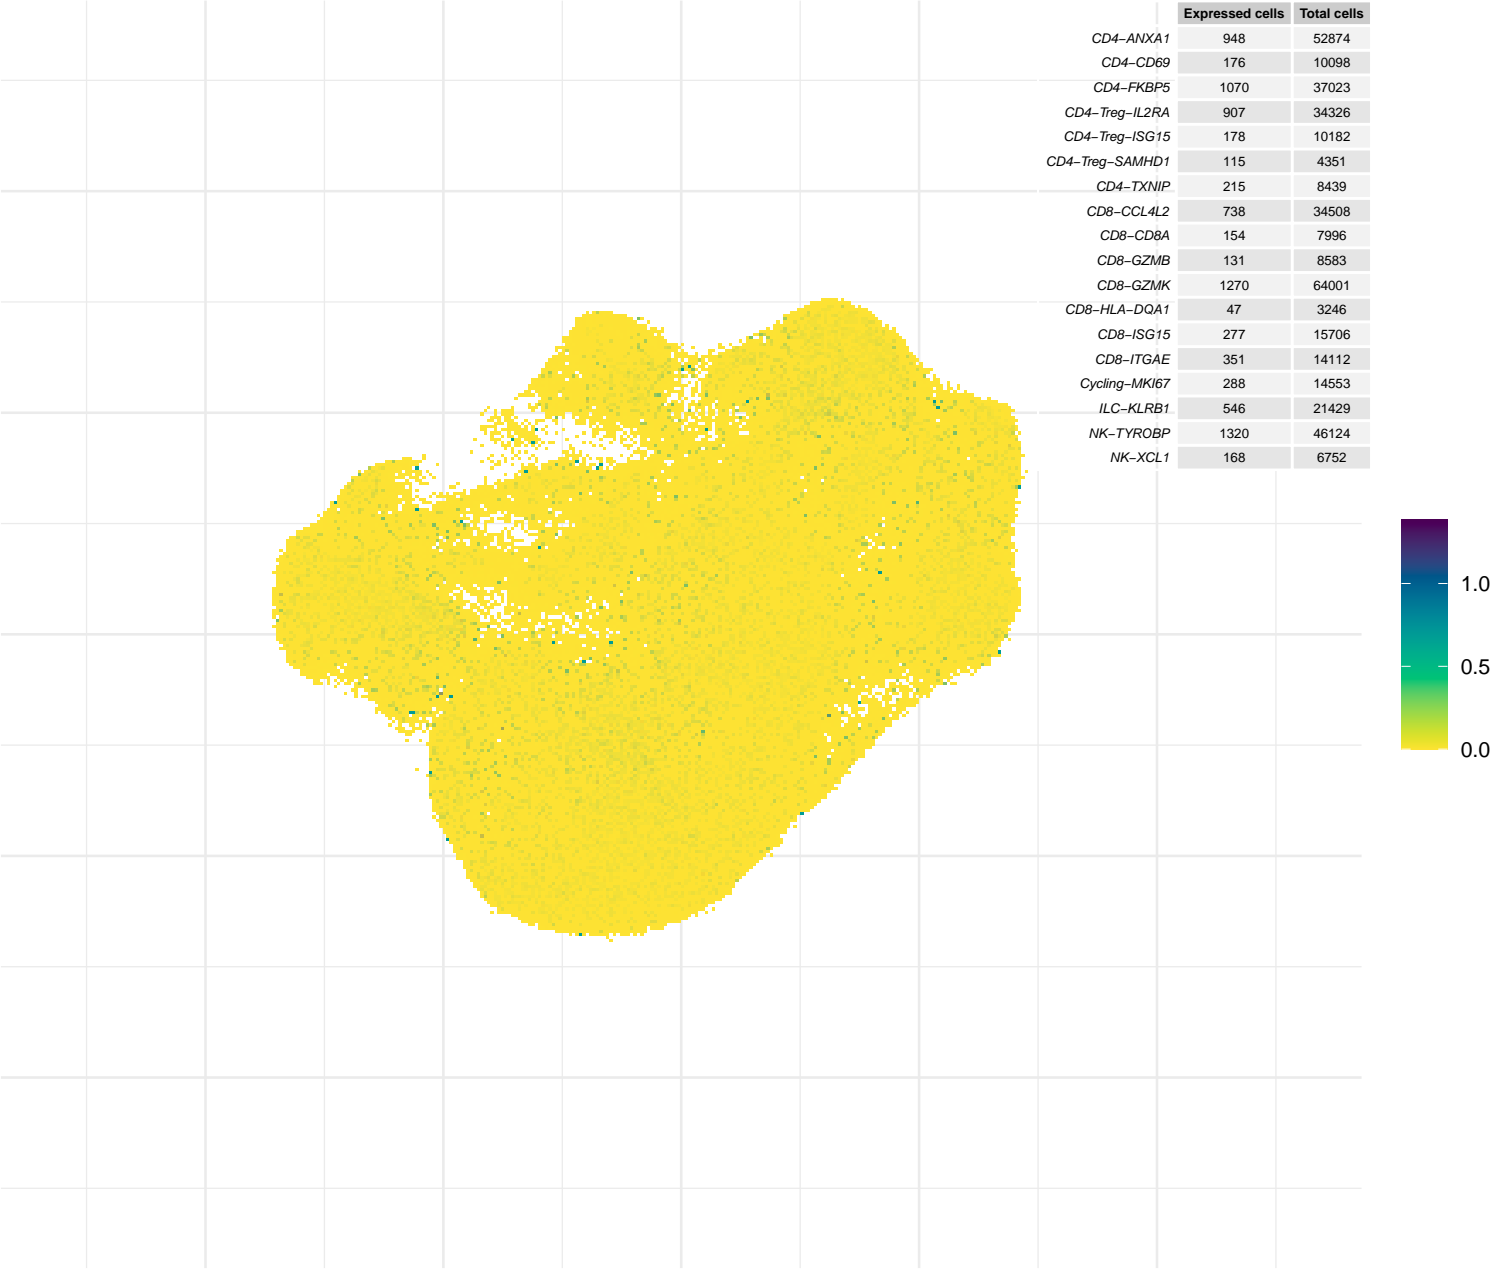 Expressed cells Total cells
CD4−ANXA1 948 52874
CD4−CD69 176 10098
CD4−FKBP5 1070 37023
CD4−Treg−IL2RA 907 34326
CD4−Treg−ISG15 178 10182
CD4−Treg−SAMHD1 115 4351
CD4−TXNIP 215 8439
CD8−CCL4L2 738 34508
CD8−CD8A 154 7996
CD8−GZMB 131 8583
CD8−GZMK 1270 64001
CD8−HLA−DQA1 47 3246
CD8−ISG15 277 15706
CD8−ITGAE 351 14112
Cycling−MKI67 288 14553
ILC−KLRB1 546 21429
NK−TYROBP 1320 46124
NK−XCL1 168 6752
1.0
0.5
0.0